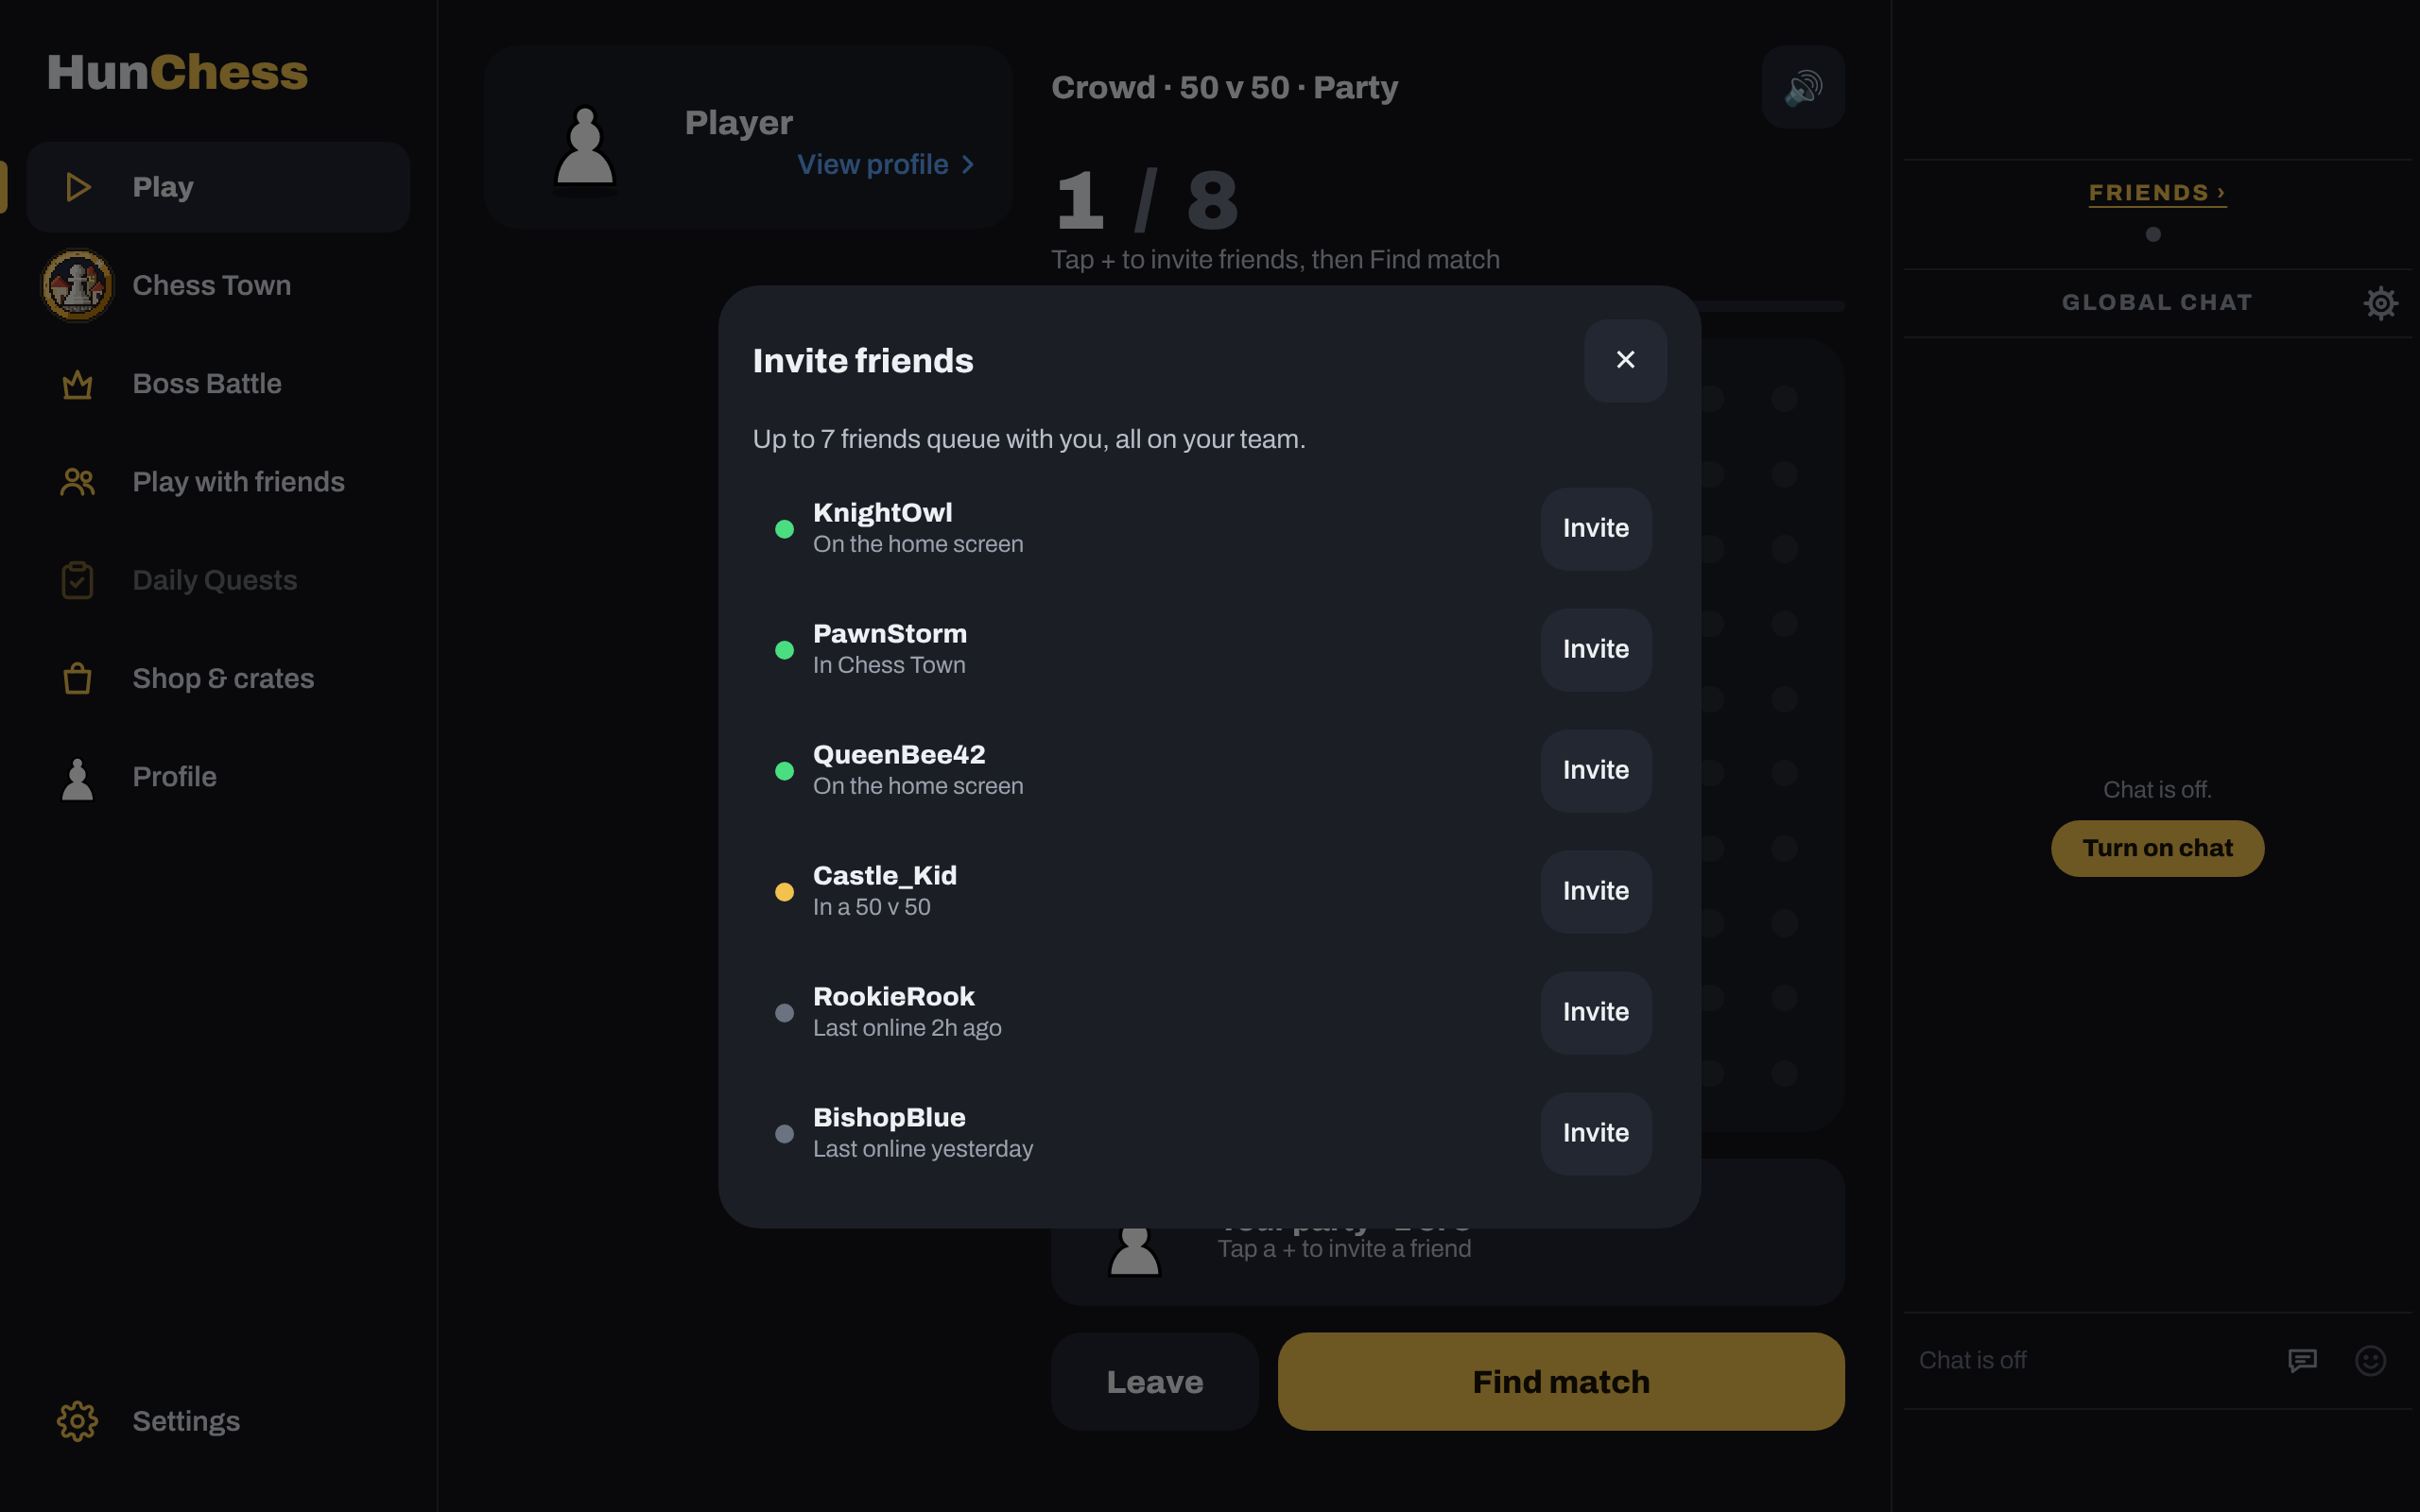 HunChess
Play
Chess Town
Boss Battle
Play with friends
Daily Quests
Shop & crates
Profile
Settings
Player
View profile
Crowd · 50 v 50 · Party
1 / 8
Tap + to invite friends, then Find match
Invite friends
Up to 7 friends queue with you, all on your team.
KnightOwl
On the home screen
Invite
PawnStorm
In Chess Town
Invite
QueenBee42
On the home screen
Invite
Castle_Kid
In a 50 v 50
Invite
RookieRook
Last online 2h ago
Invite
BishopBlue
Last online yesterday
Invite
Tap a + to invite a friend
Leave
Find match
FRIENDS ›
GLOBAL CHAT
Chat is off.
Turn on chat
Chat is off